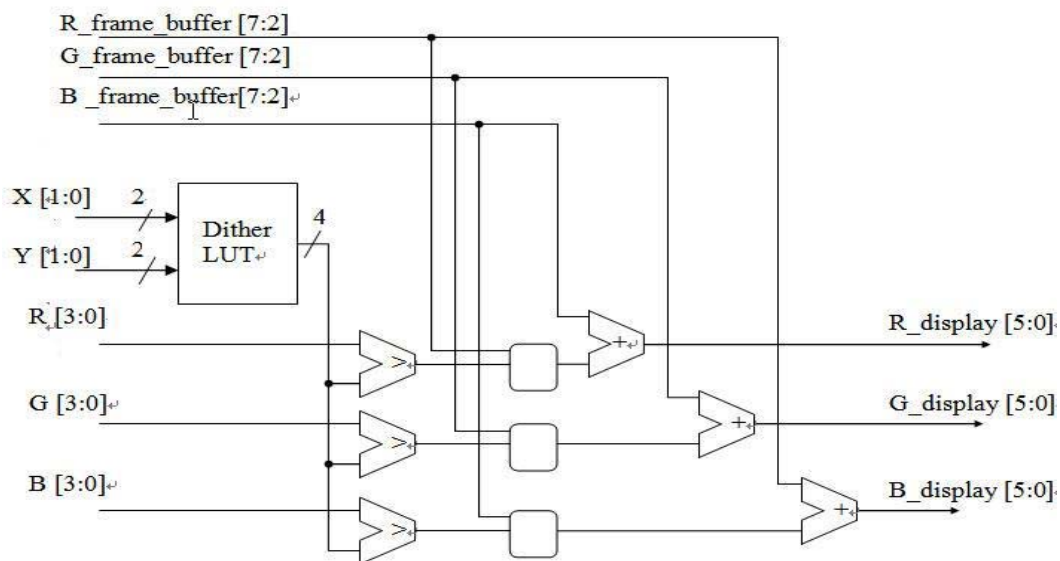 R_frame_buffer [7:2]
G_frame_buffer [7:2]
B _frame_buffer[7:2]↵
X [1:0]
2
Y [1:0]
2
Dither
LUT↵
4
R [3:0]
>
+↵
R_display [5:0]↵
G [3:0]↵
>
+
G_display [5:0]↵
B [3:0]↵
>
+
B_display [5:0]↵